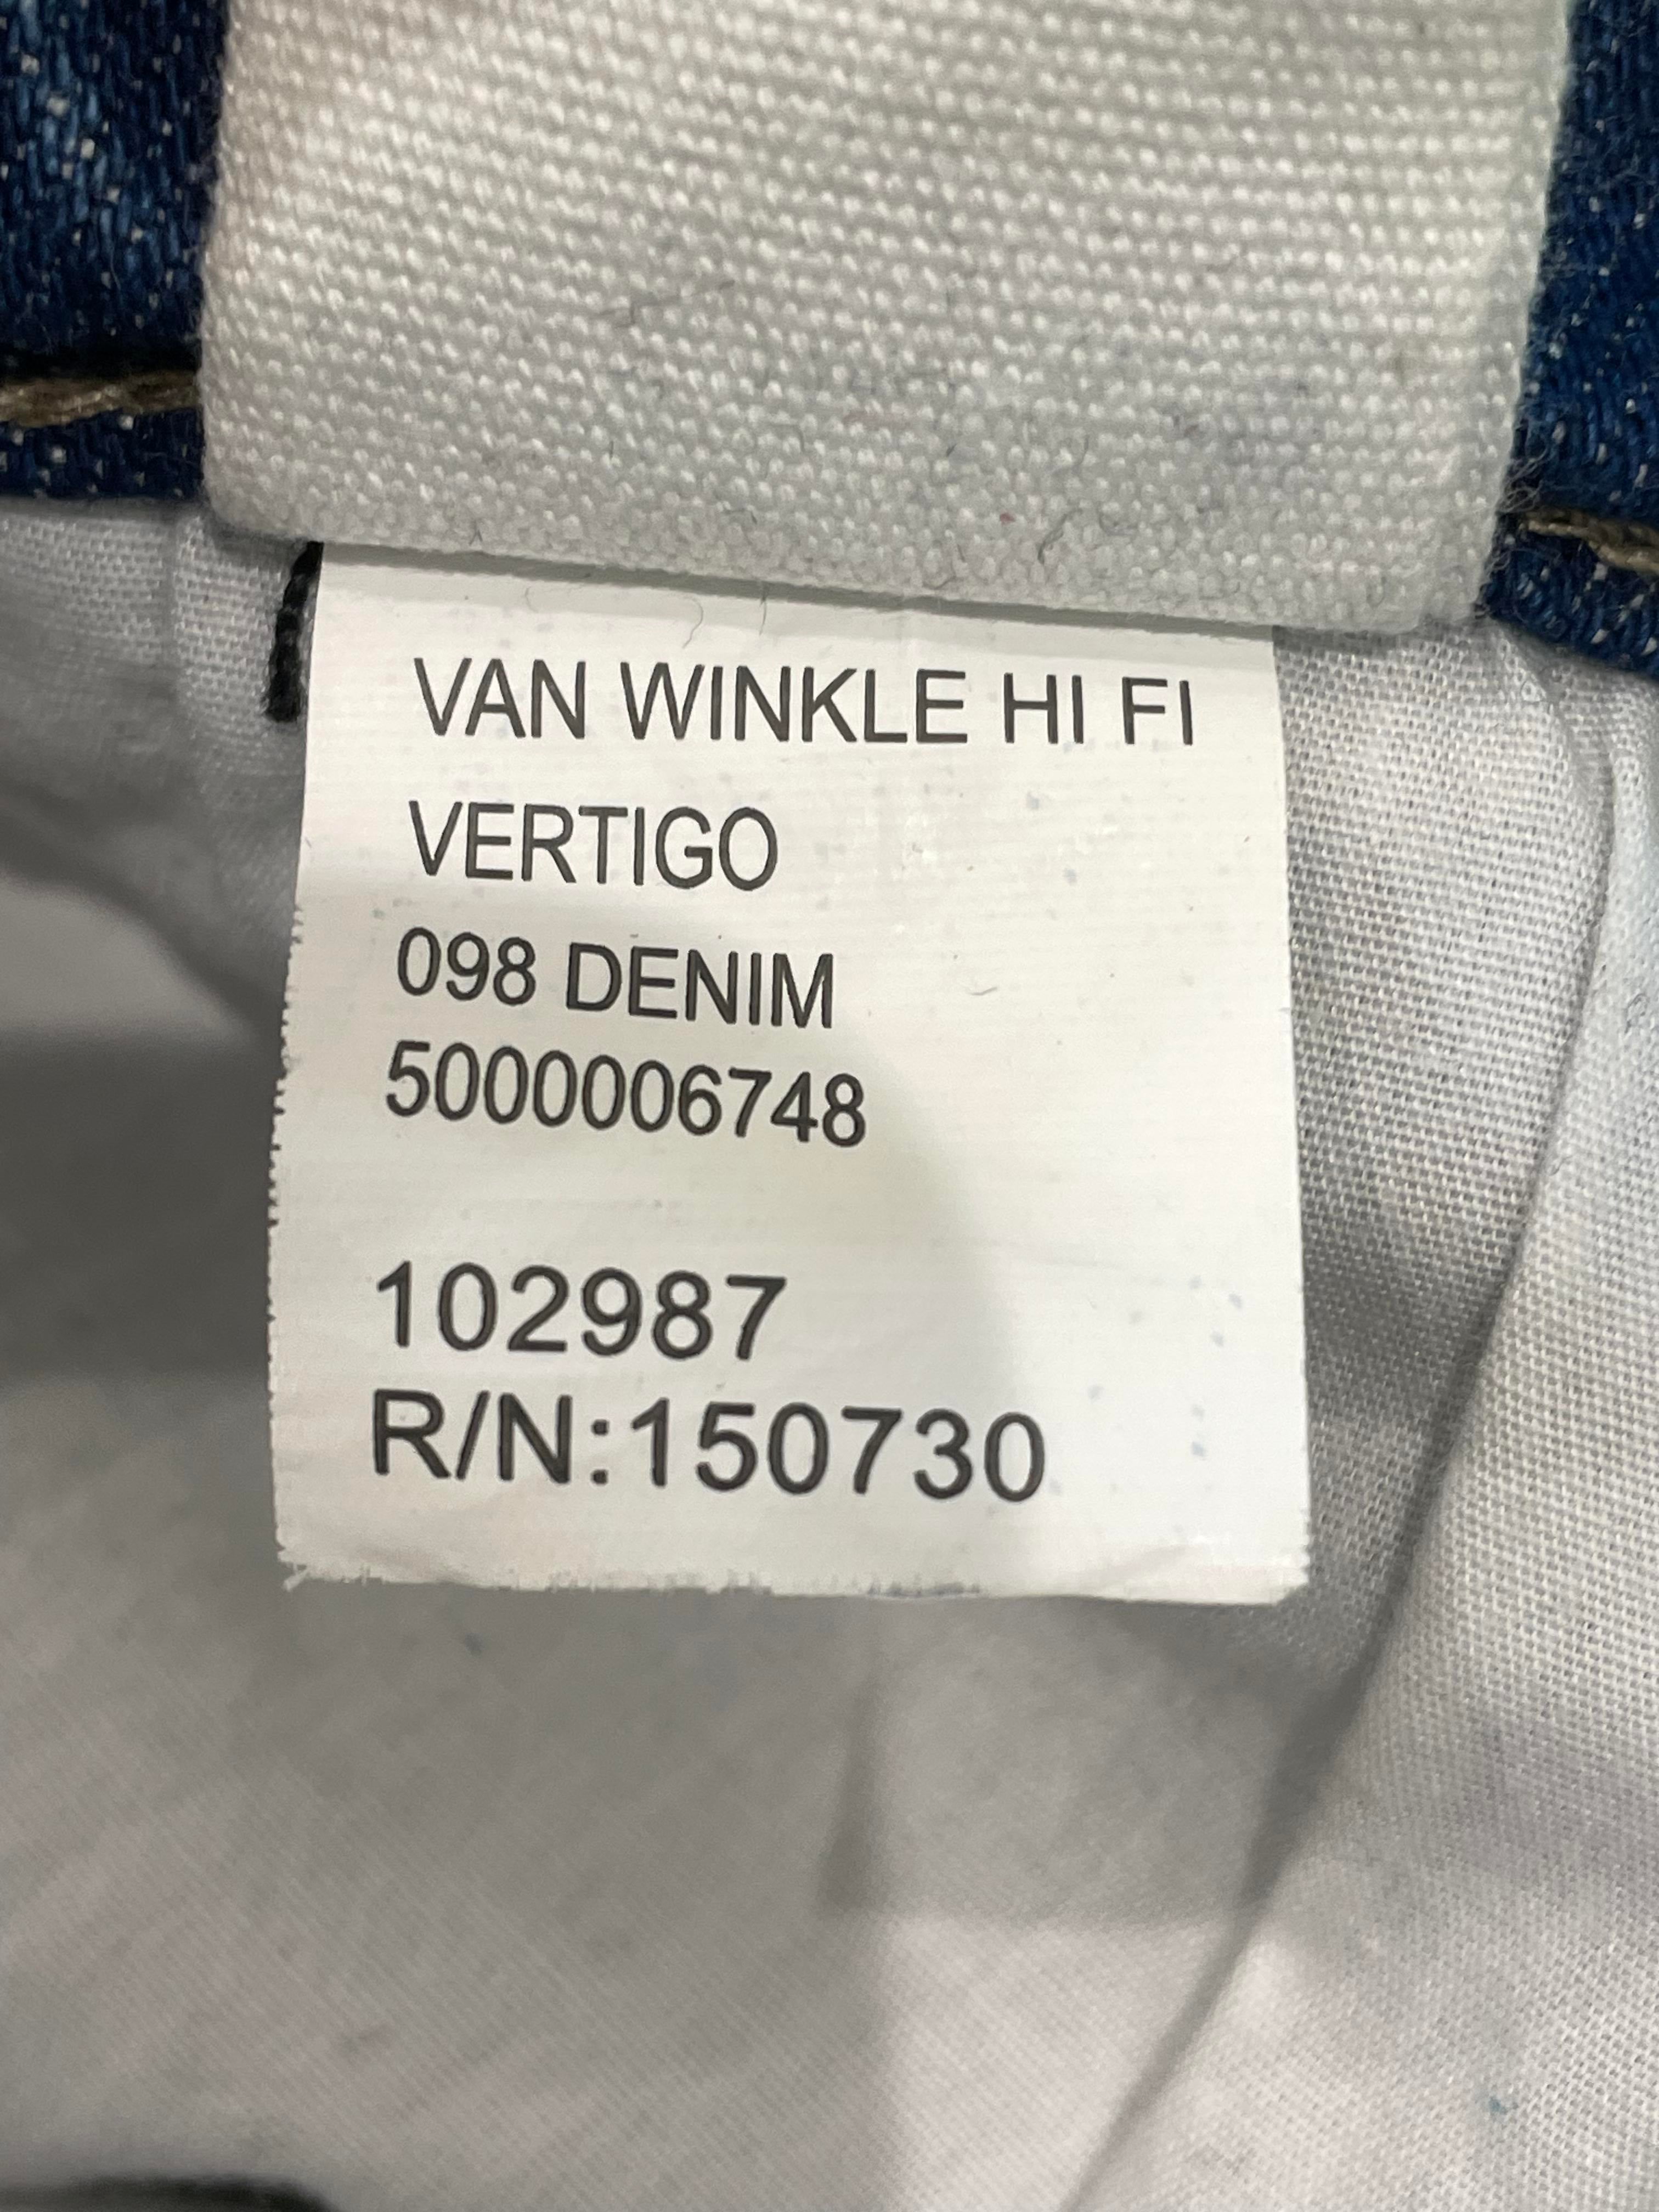 VAN WINKLE HI FI
VERTIGO
098 DENIM
5000006748
102987
R/N:150730